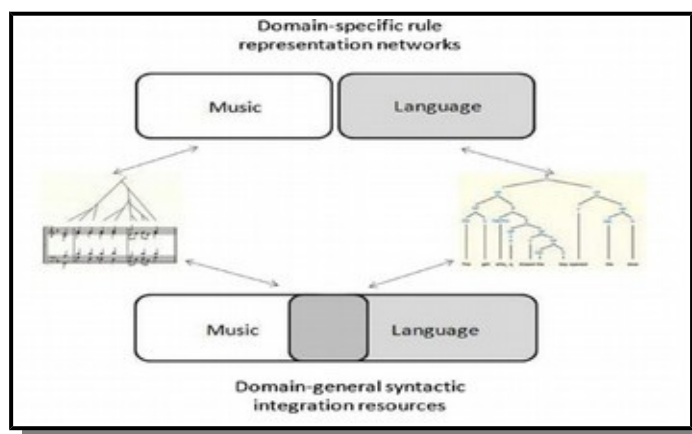 Domain-specific rule
representation networks
Music
Language
Music
Language
Domain-general syntactic
integration resources